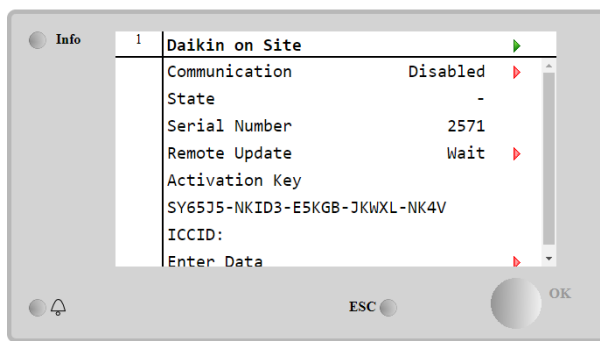 Info
1 Daikin on Site
Communication Disabled
State -
Serial Number 2571
Remote Update Wait
Activation Key
SY65J5-NKID3-E5KGB-JKWXL-NK4V
ICCID:
Enter Data
ESC
OK